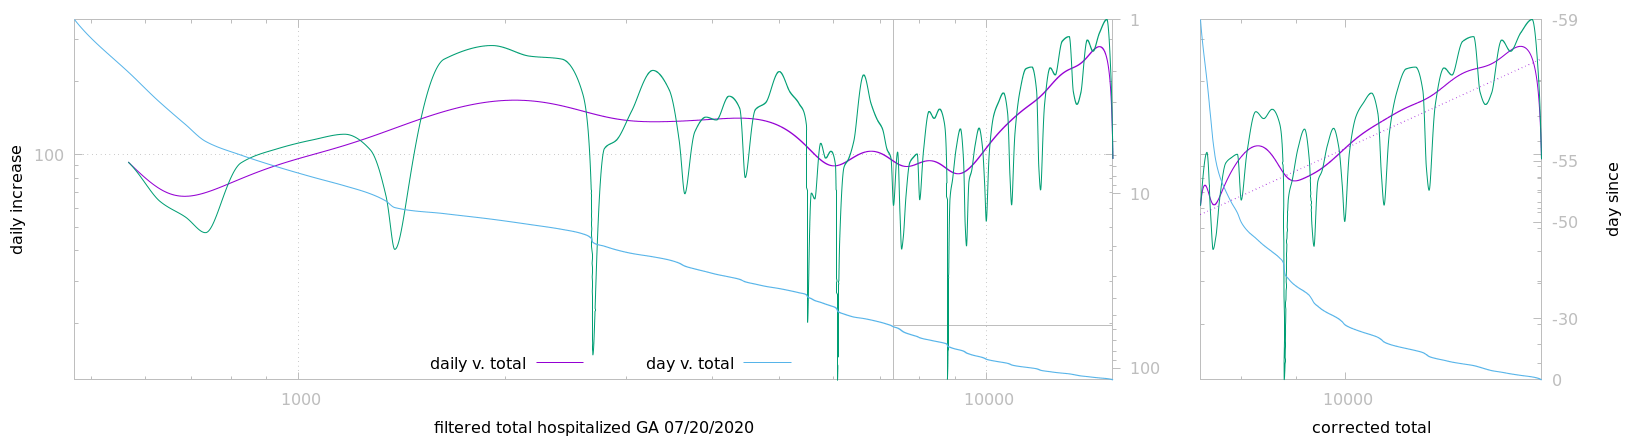 1
-59
100
daily increase
10
-55
-50
day since
-30
daily v. total
day v. total
100
0
1000
10000
10000
filtered total hospitalized GA 07/20/2020
corrected total